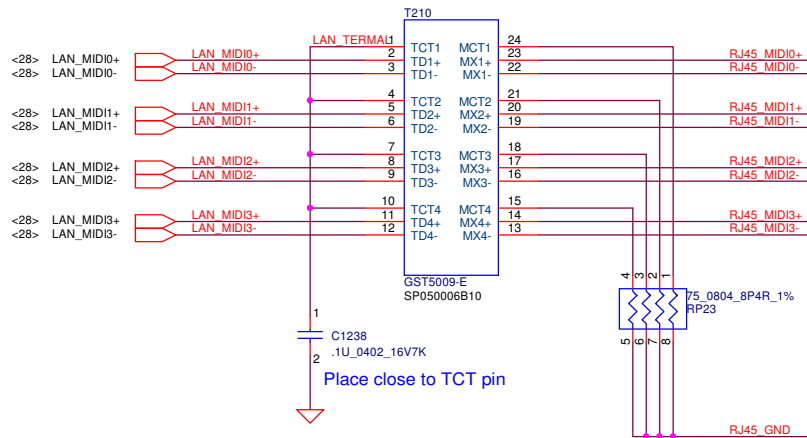 T210
LAN_TERMAL 1 TCT1 MCT1 24
<28> LAN_MIDI0+ LAN_MIDI0+ 2 TD1+ MX1+ 23 RJ45_MIDI0+
<28> LAN_MIDI0- LAN_MIDI0- 3 TD1- MX1- 22 RJ45_MIDI0-
4 TCT2 MCT2 21
<28> LAN_MIDI1+ LAN_MIDI1+ 5 TD2+ MX2+ 20 RJ45_MIDI1+
<28> LAN_MIDI1- LAN_MIDI1- 6 TD2- MX2- 19 RJ45_MIDI1-
7 TCT3 MCT3 18
<28> LAN_MIDI2+ LAN_MIDI2+ 8 TD3+ MX3+ 17 RJ45_MIDI2+
<28> LAN_MIDI2- LAN_MIDI2- 9 TD3- MX3- 16 RJ45_MIDI2-
10 TCT4 MCT4 15
<28> LAN_MIDI3+ LAN_MIDI3+ 11 TD4+ MX4+ 14 RJ45_MIDI3+
<28> LAN_MIDI3- LAN_MIDI3- 12 TD4- MX4- 13 RJ45_MIDI3-
GST5009-E
SP050006B10
4 3 2 1
75_0804_8P4R_1%
RP23
5 6 7 8
1
C1238
.1U_0402_16V7K
2
Place close to TCT pin
RJ45_GND